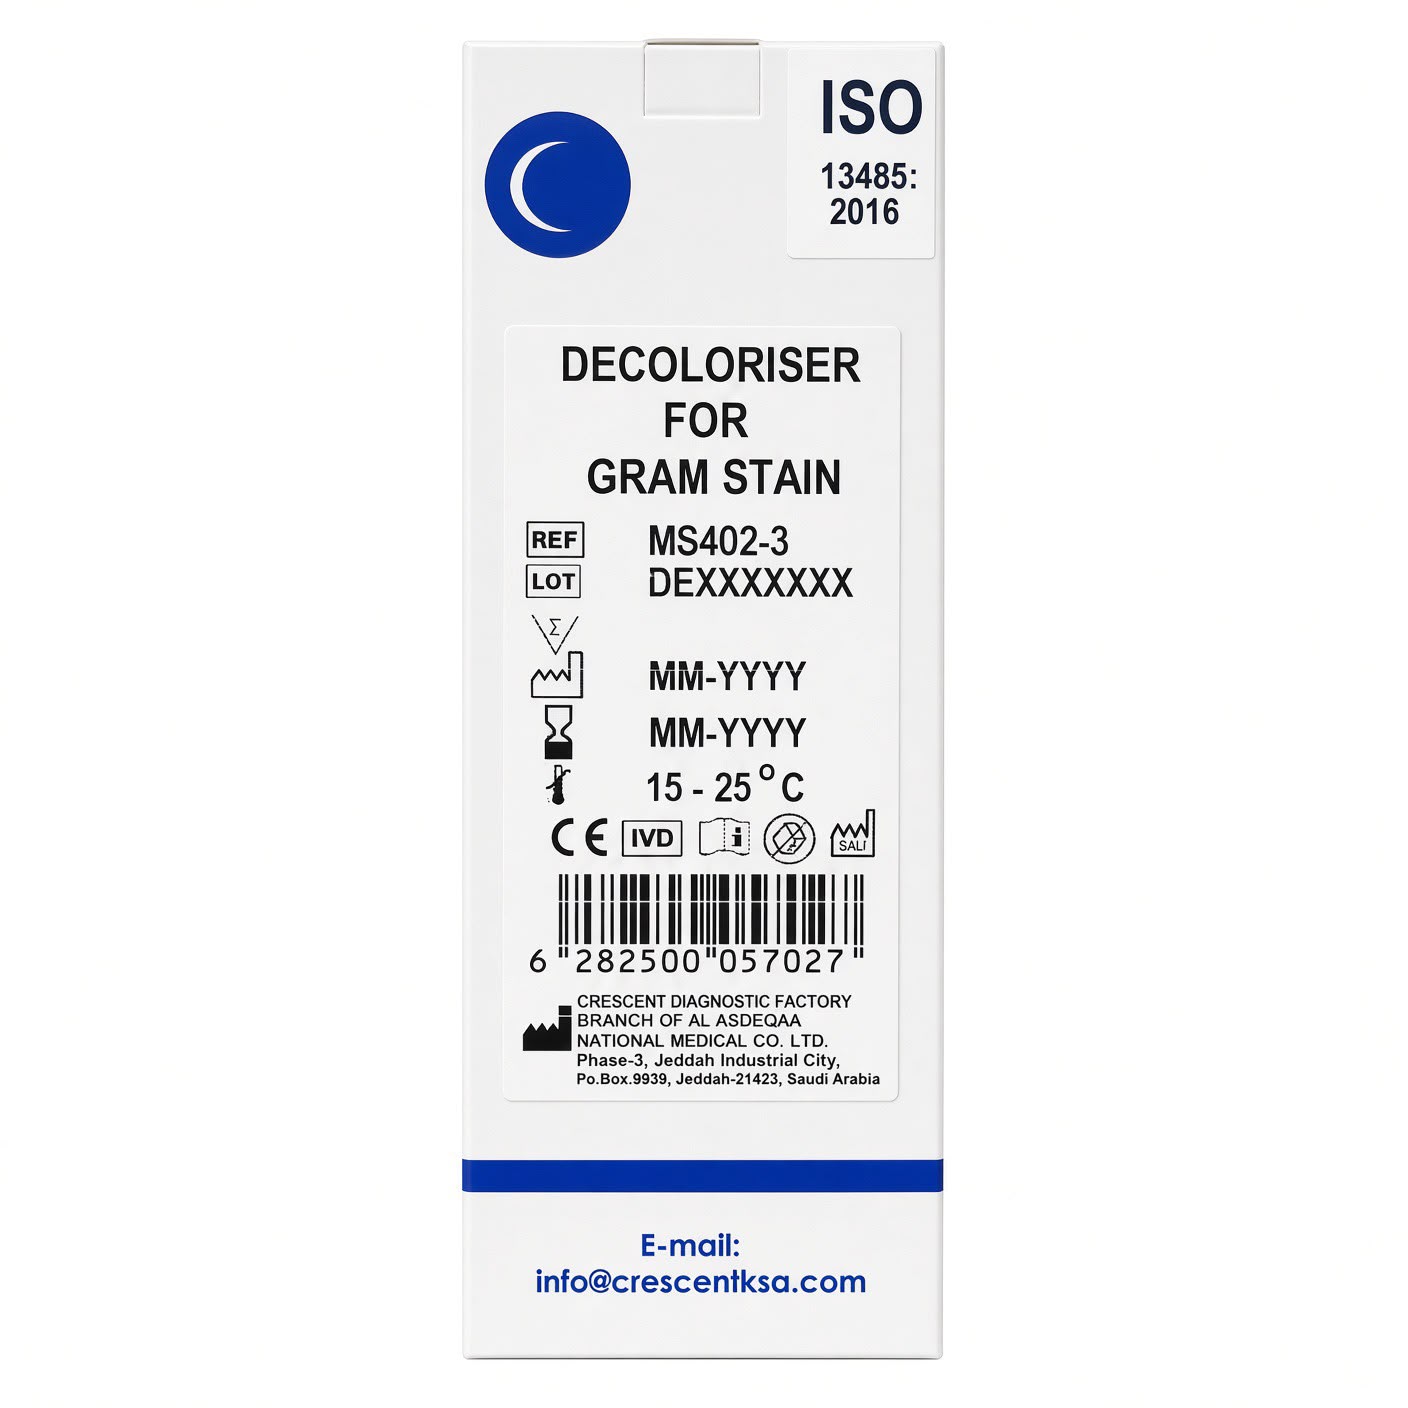 ISO
13485:
2016
DECOLORISER
FOR
GRAM STAIN
REF MS402-3
LOT DEXXXXXXX
Σ
MM-YYYY
MM-YYYY
15 - 25°C
CE IVD i SALI
6 "282500"057027"
CRESCENT DIAGNOSTIC FACTORY
BRANCH OF AL ASDEQAA
NATIONAL MEDICAL CO. LTD.
Phase-3, Jeddah Industrial City,
Po.Box.9939, Jeddah-21423, Saudi Arabia
E-mail:
info@crescentksa.com